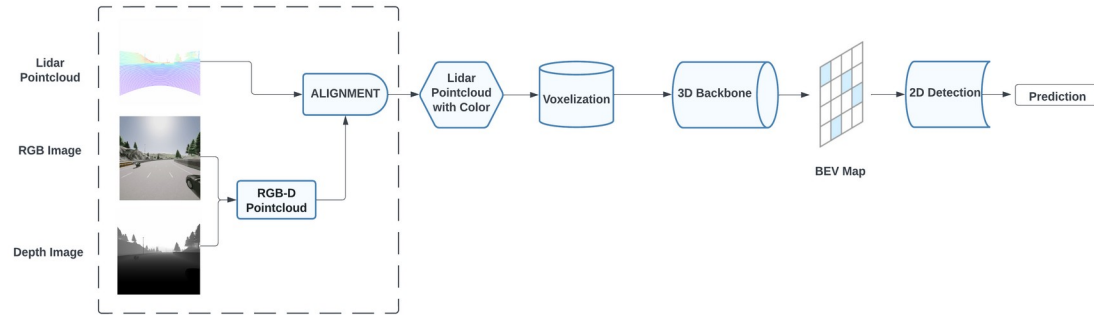 Lidar
Pointcloud
RGB Image
Depth Image
RGB-D
Pointcloud
ALIGNMENT
Lidar
Pointcloud
with Color
Voxelization
3D Backbone
BEV Map
2D Detection
Prediction